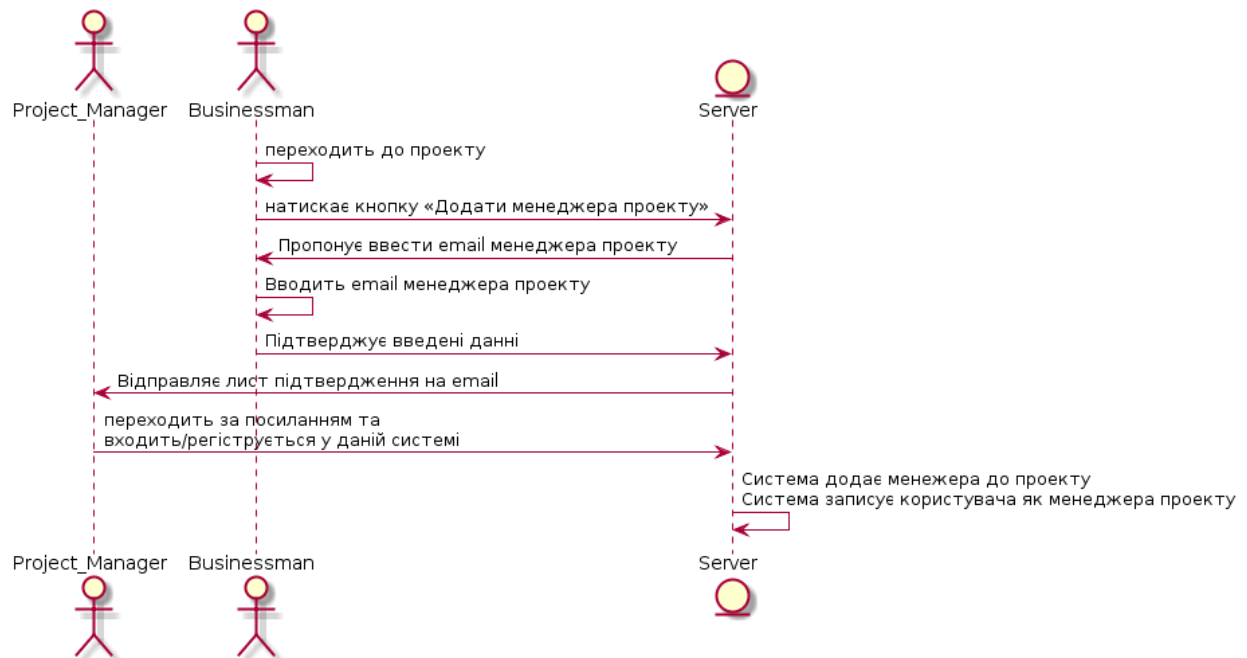 Project_Manager Businessman Server
переходить до проекту
натискає кнопку «Додати менеджера проекту»
Пропонує ввести email менеджера проекту
Вводить email менеджера проекту
Підтверджує введені данні
Відправляє лист підтвердження на email
переходить за посиланням та
входить/регіструється у даній системі
Система додає менежера до проекту
Система записує користувача як менеджера проекту
Project_Manager Businessman Server